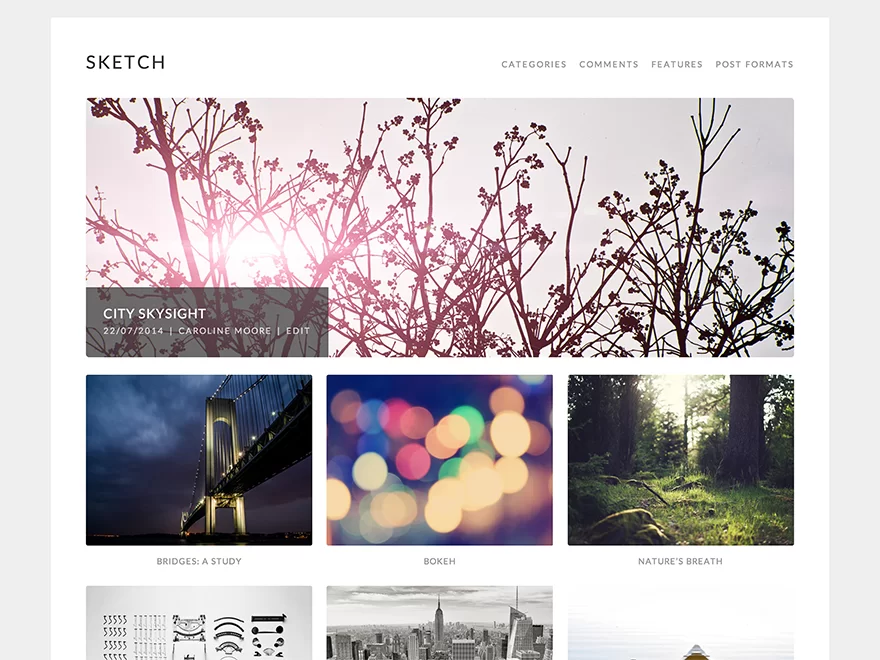 SKETCH
CATEGORIES COMMENTS FEATURES POST FORMATS
CITY SKYSIGHT
22/07/2014 | CAROLINE MOORE | EDIT
BRIDGES: A STUDY
BOKEH
NATURE'S BREATH